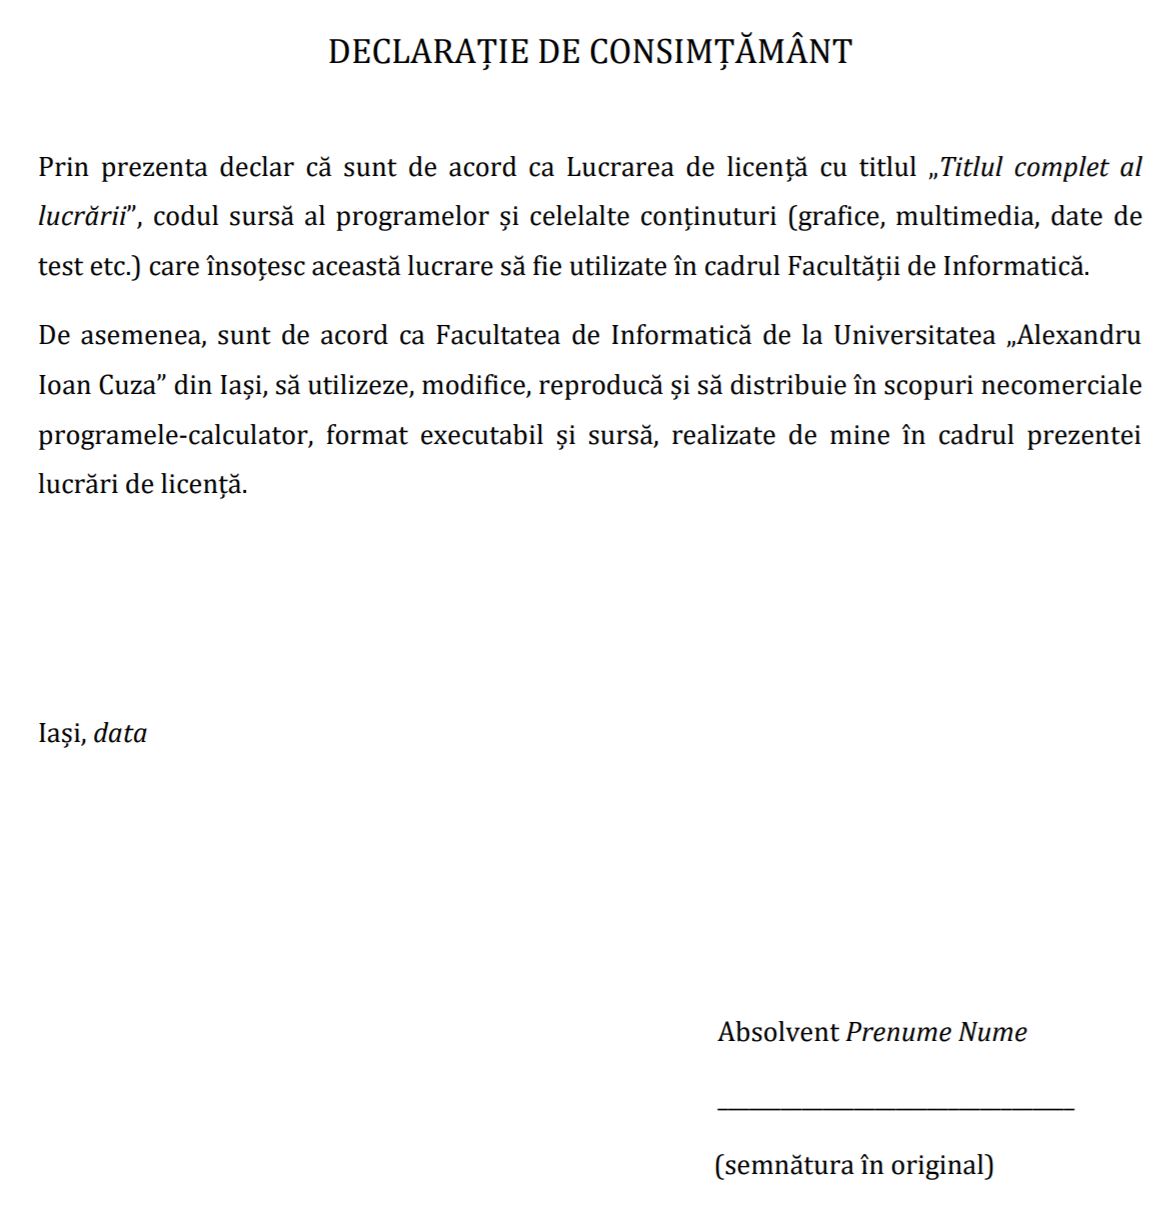 DECLARAȚIE DE CONSIMȚĂMÂNT
Prin prezenta declar că sunt de acord ca Lucrarea de licență cu titlul „Titlul complet al
lucrării”, codul sursă al programelor și celelalte conținuturi (grafice, multimedia, date de
test etc.) care însoțesc această lucrare să fie utilizate în cadrul Facultății de Informatică.
De asemenea, sunt de acord ca Facultatea de Informatică de la Universitatea „Alexandru
Ioan Cuza” din Iași, să utilizeze, modifice, reproducă și să distribuie în scopuri necomerciale
programele-calculator, format executabil și sursă, realizate de mine în cadrul prezentei
lucrări de licență.
Iași, data
Absolvent Prenume Nume
(semnătura în original)